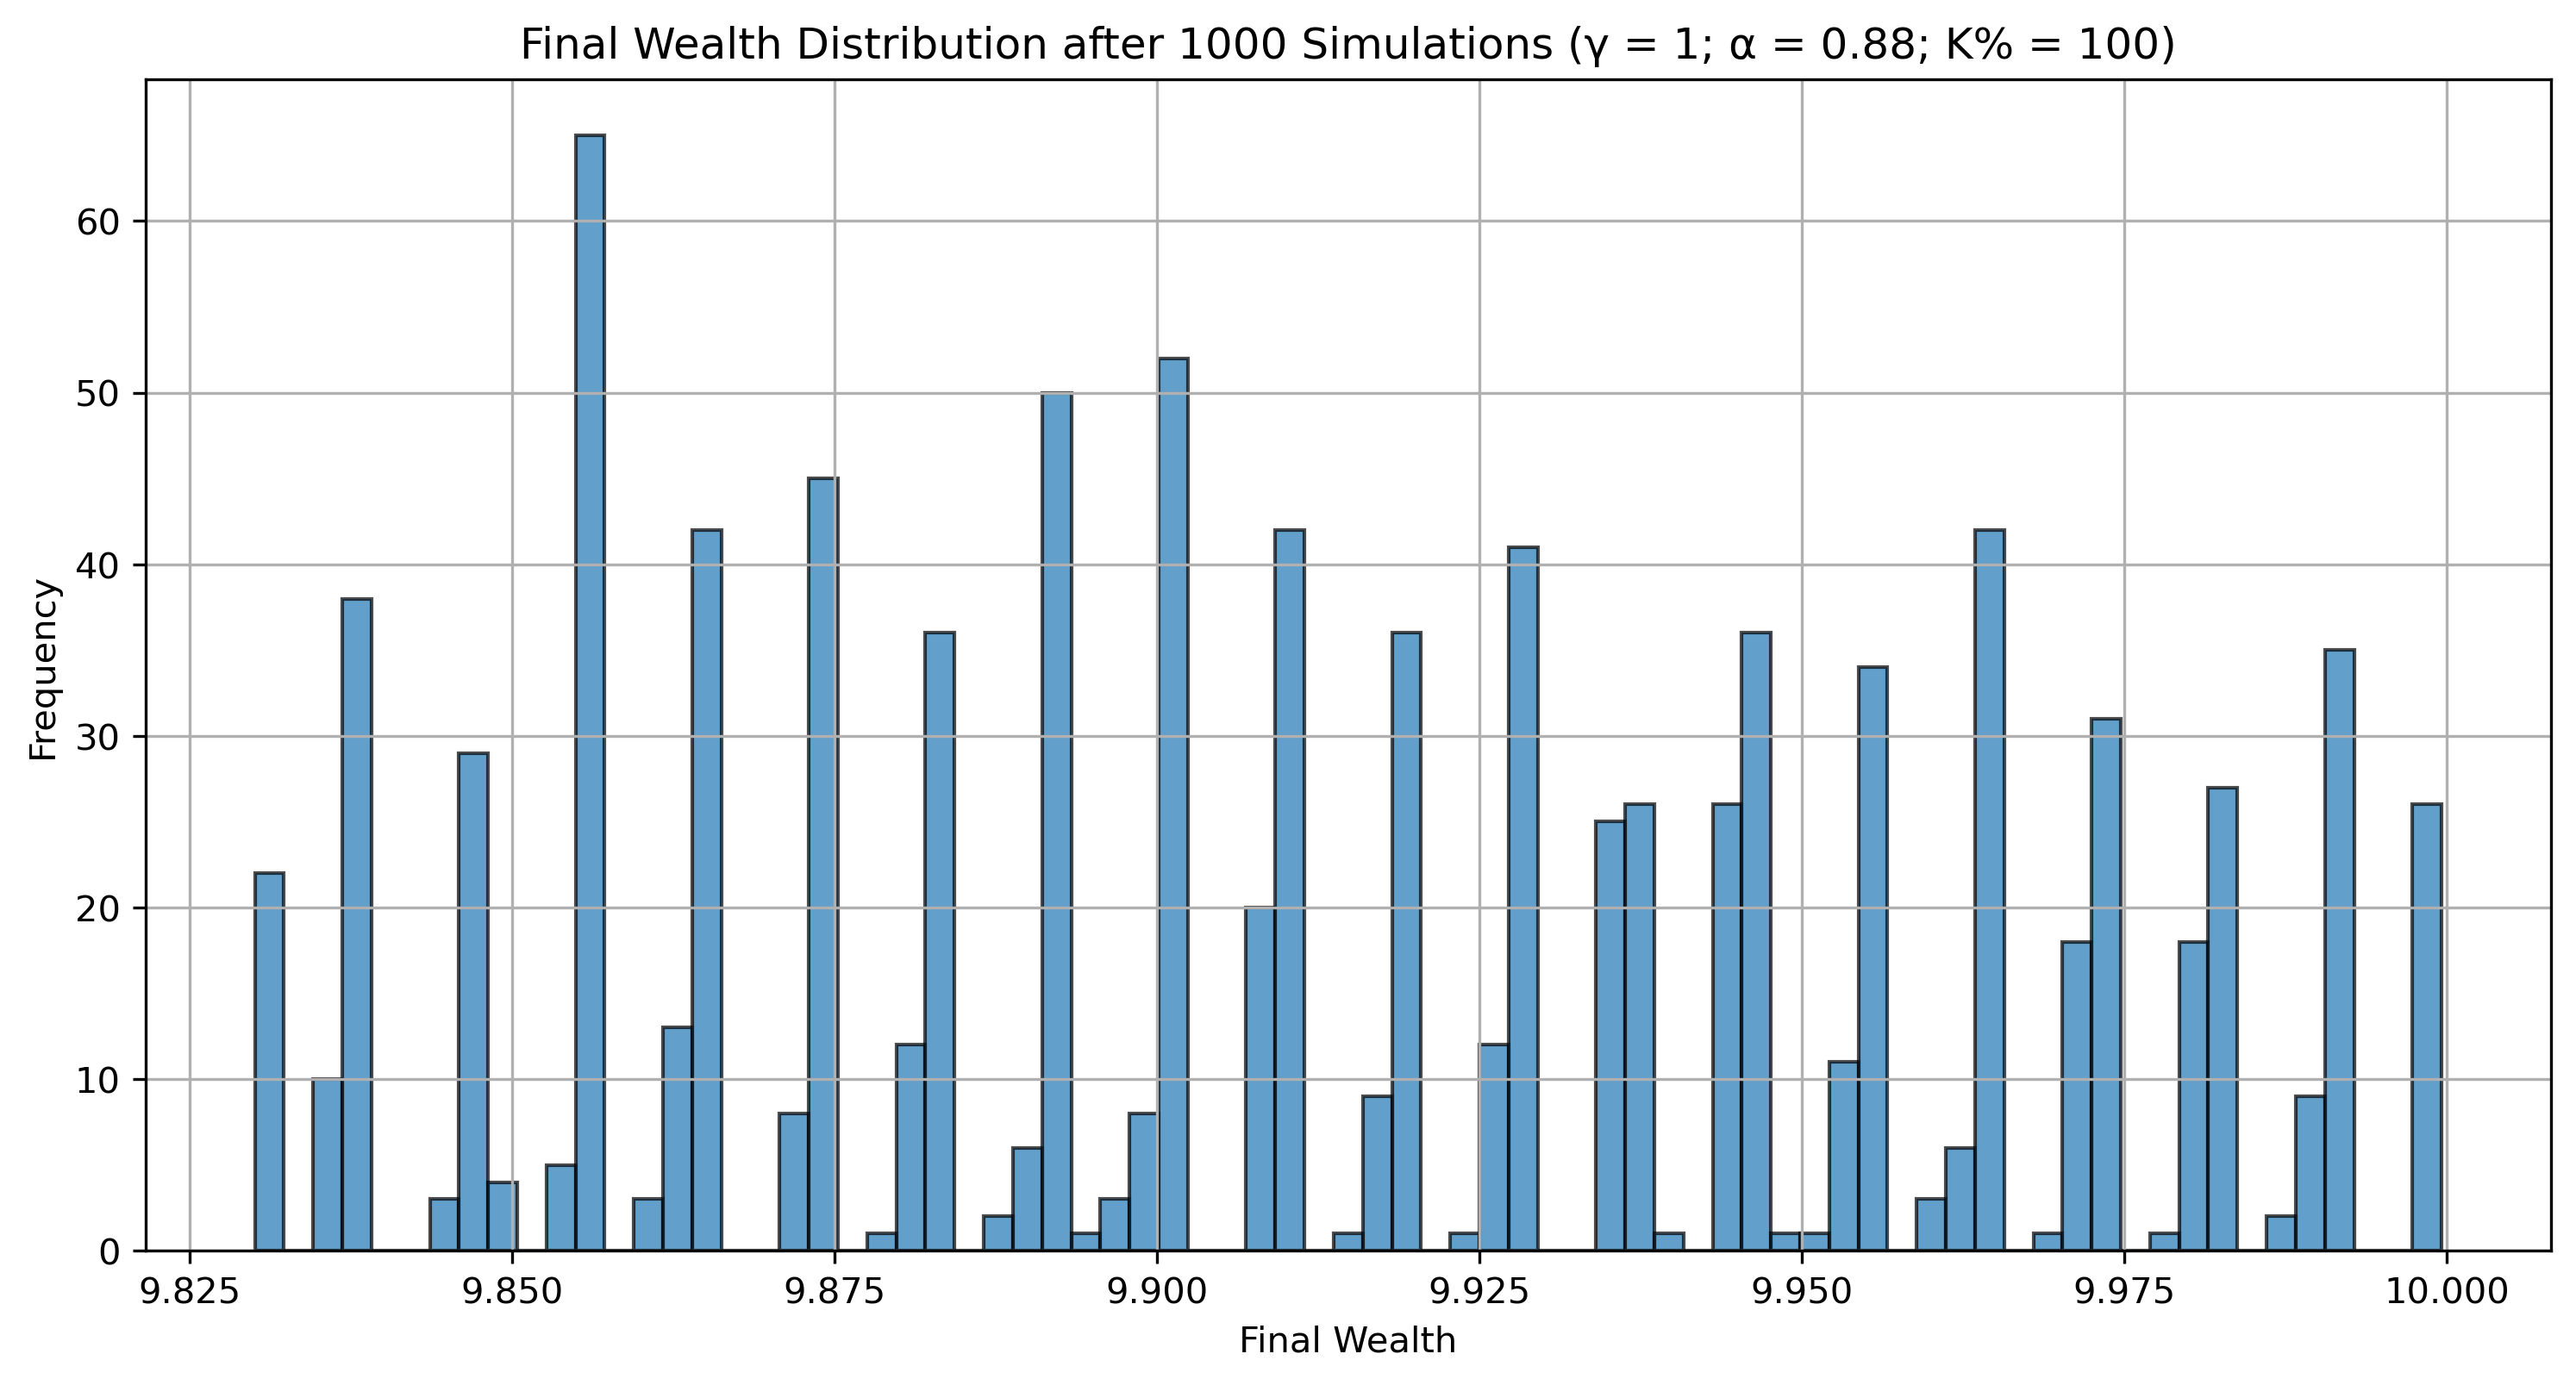 Final Wealth Distribution after 1000 Simulations (γ = 1; α = 0.88; K% = 100)
Frequency
60
50
40
30
20
10
0
9.825 9.850 9.875 9.900 9.925 9.950 9.975 10.000
Final Wealth